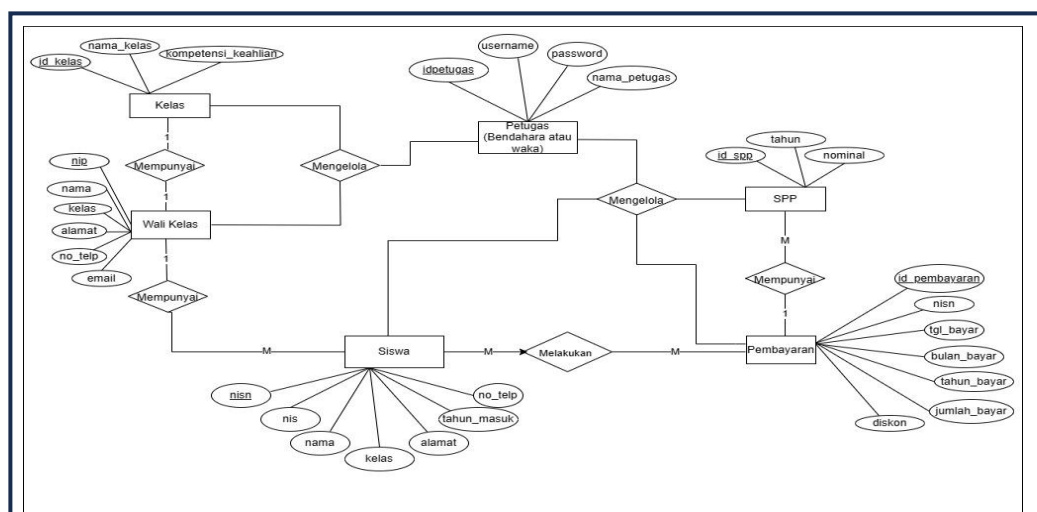 nama_kelas
id_kelas
kompetensi_keahlian
Kelas
1
Mempunyai
1
nip
nama
kelas
alamat
no_telp
email
Wali Kelas
1
Mempunyai
M
Mengelola
username
password
idpetugas
nama_petugas
Petugas
(Bendahara atau
waka)
Mengelola
tahun
id_spp
nominal
SPP
M
Mempunyai
1
Siswa
M
Melakukan
M
Pembayaran
id_pembayaran
nisn
tgl_bayar
bulan_bayar
tahun_bayar
jumlah_bayar
diskon
nisn
nis
nama
kelas
alamat
tahun_masuk
no_telp